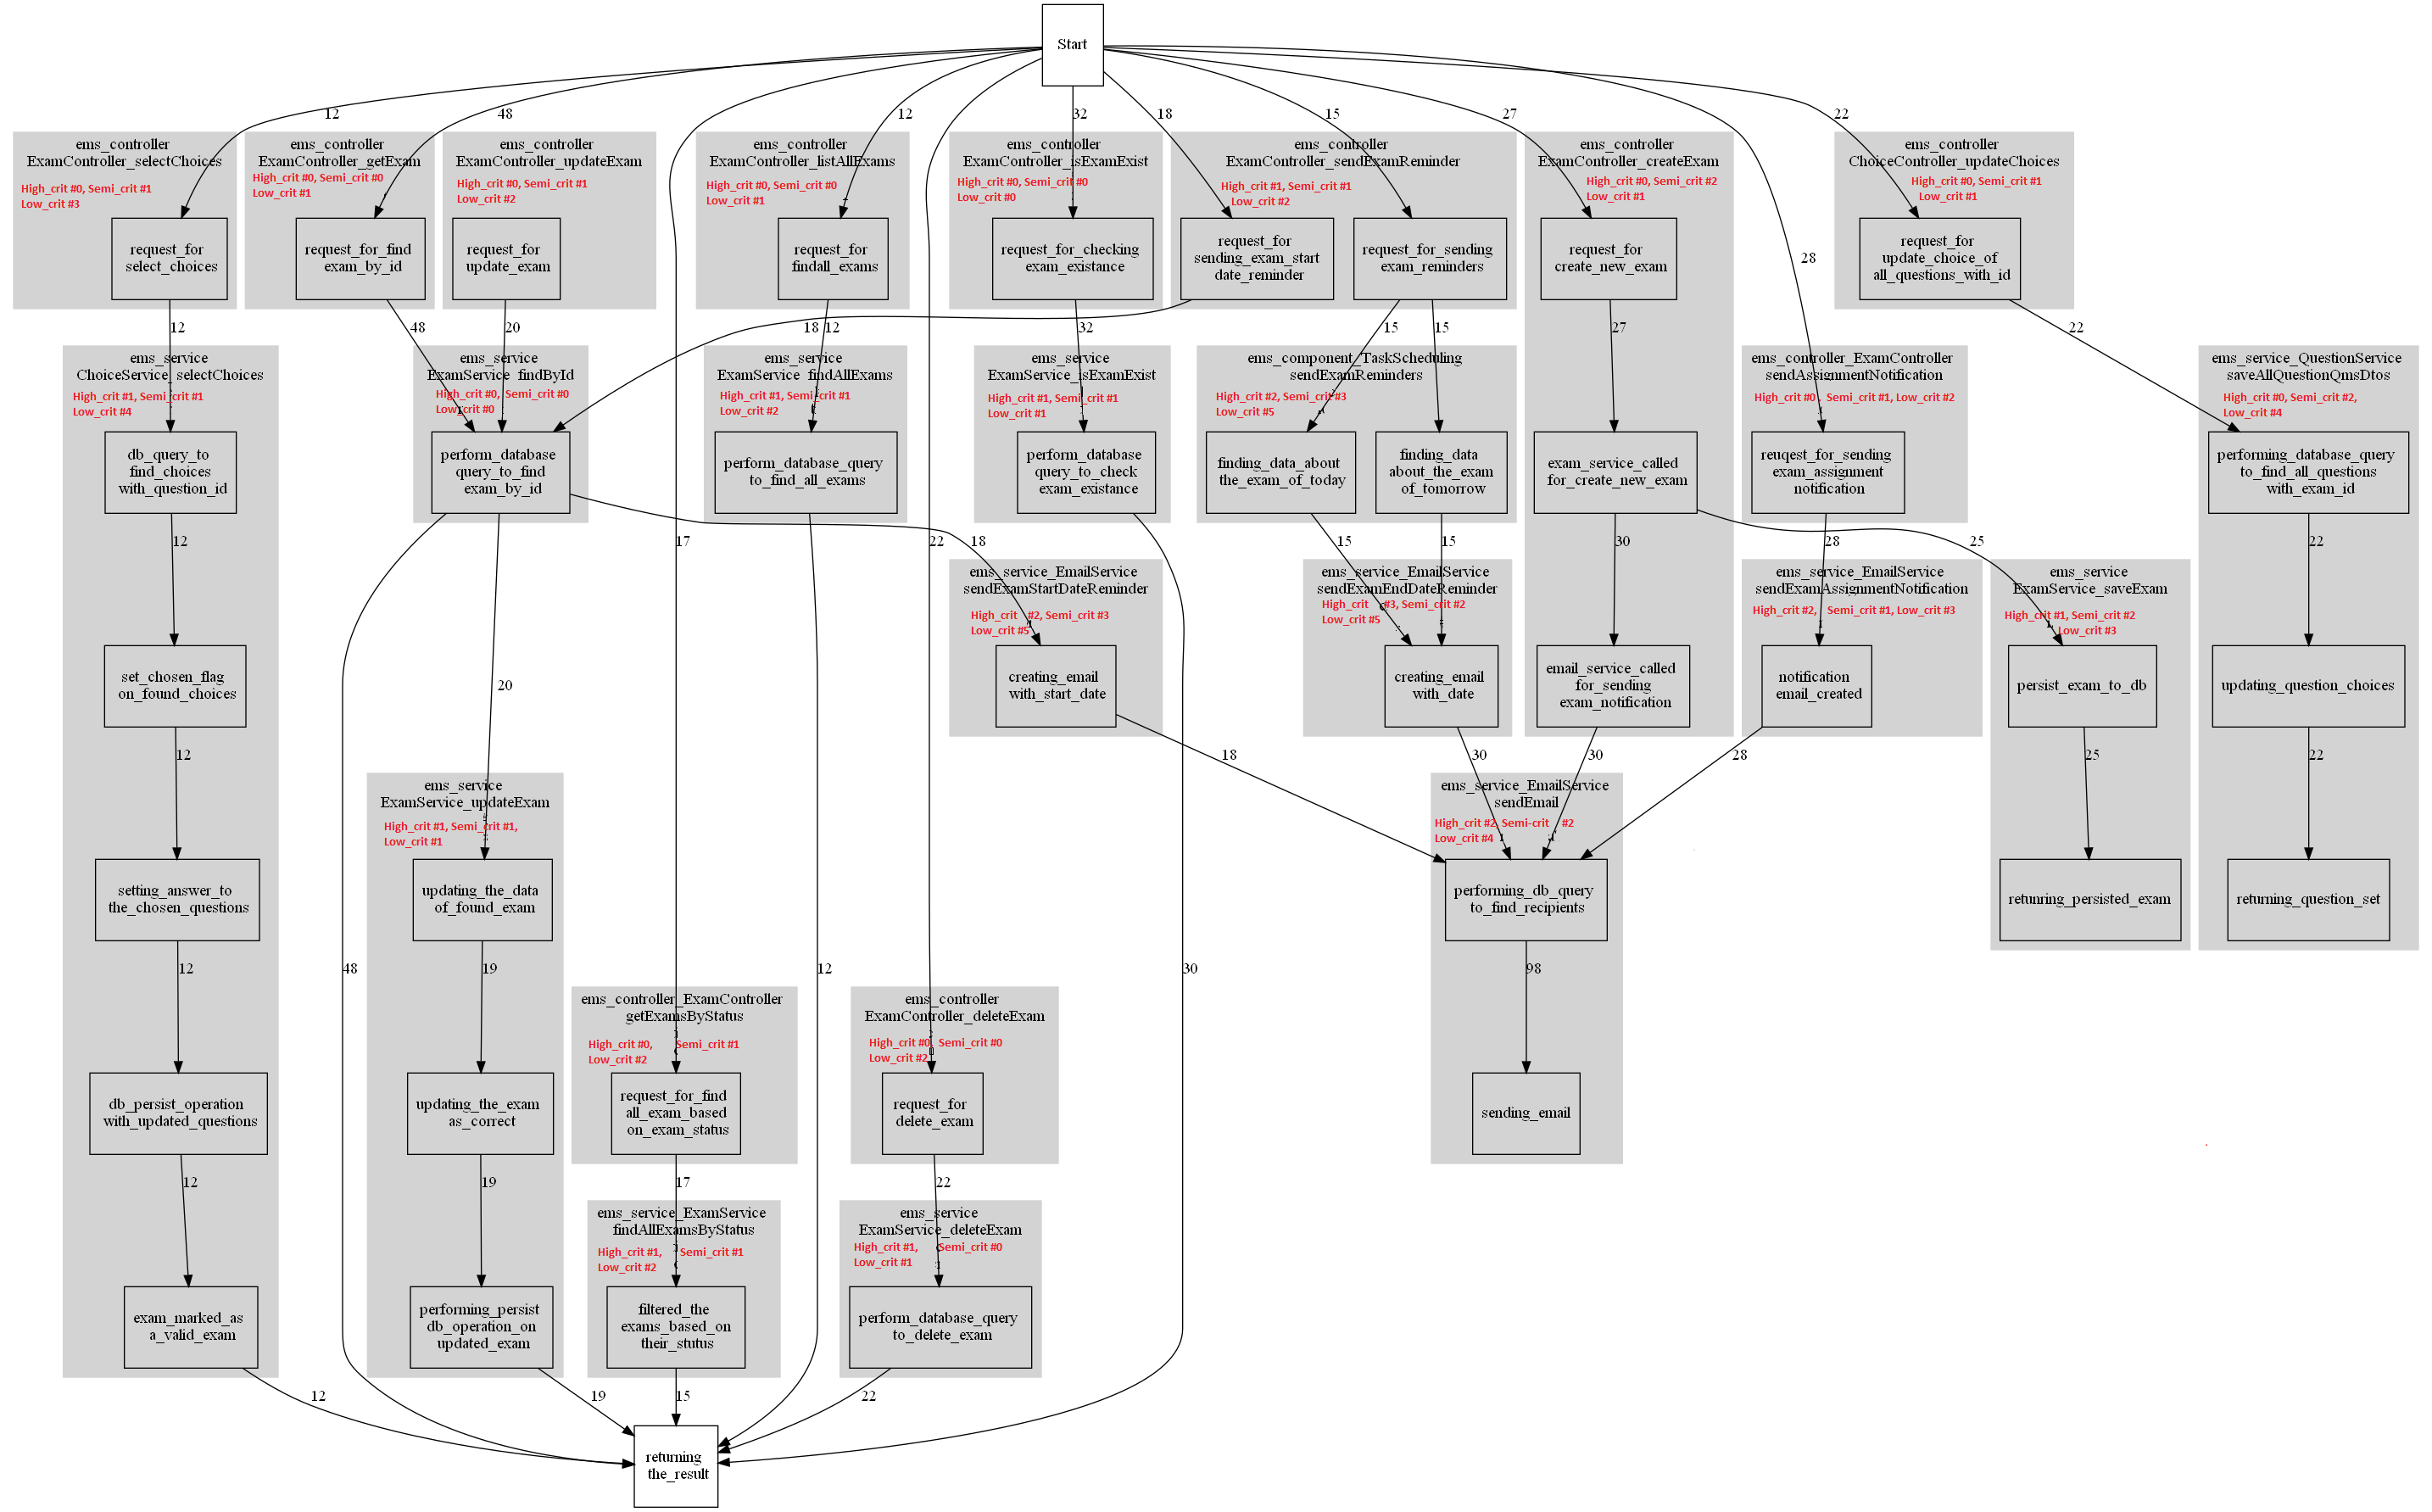 Start
12
48
12
32
18
15
27
22
ems_controller
ExamController_selectChoices
High_crit #0, Semi_crit #1
Low_crit #3
request_for
select_choices
ems_controller
ExamController_getExam
High_crit #0, Semi_crit #0
Low_crit #1
request_for_find
exam_by_id
ems_controller
ExamController_updateExam
High_crit #0, Semi_crit #1
Low_crit #2
request_for
update_exam
ems_controller
ExamController_listAllExams
High_crit #0, Semi_crit #0
Low_crit #1
request_for
findall_exams
ems_controller
ExamController_isExamExist
High_crit #0, Semi_crit #0
Low_crit #0
request_for_checking
exam_existance
ems_controller
ExamController_sendExamReminder
High_crit #1, Semi_crit #1
Low_crit #2
request_for
sending_exam_start
date_reminder
request_for_sending
exam_reminders
ems_controller
ExamController_createExam
High_crit #0, Semi_crit #2
Low_crit #1
request_for
create_new_exam
28
ems_controller
ChoiceController_updateChoices
High_crit #0, Semi_crit #1
Low_crit #1
request_for
update_choice_of
all_questions_with_id
12
48
20
18
12
32
15
15
27
22
ems_service
ChoiceService_selectChoices
High_crit #1, Semi_crit #1
Low_crit #4
db_query_to
find_choices
with_question_id
ems_service
ExamService_findById
High_crit #0, Semi_crit #0
Low_crit #0
perform_database
query_to_find
exam_by_id
ems_service
ExamService_findAllExams
High_crit #1, Semi_crit #1
Low_crit #2
perform_database_query
to_find_all_exams
ems_service
ExamService_isExamExist
High_crit #1, Semi_crit #1
Low_crit #1
perform_database
query_to_check
exam_existance
ems_component_TaskScheduling
sendExamReminders
High_crit #2, Semi_crit #3
Low_crit #5
finding_data_about
the_exam_of_today
finding_data
about_the_exam
of_tomorrow
exam_service_called
for_create_new_exam
ems_controller_ExamController
sendAssignmentNotification
High_crit #0, Semi_crit #1, Low_crit #2
reuqest_for_sending
exam_assignment
notification
ems_service_QuestionService
saveAllQuestionQmsDtos
High_crit #0, Semi_crit #2,
Low_crit #4
performing_database_query
to_find_all_questions
with_exam_id
12
17
22
18
15
15
30
28
25
22
set_chosen_flag
on_found_choices
20
ems_service_EmailService
sendExamStartDateReminder
High_crit #2, Semi_crit #3
Low_crit #5
creating_email
with_start_date
ems_service_EmailService
sendExamEndDateReminder
High_crit #3, Semi_crit #2
Low_crit #5
creating_email
with_date
email_service_called
for_sending
exam_notification
ems_service_EmailService
sendExamAssignmentNotification
High_crit #2, Semi_crit #1, Low_crit #3
notification
email_created
ems_service
ExamService_saveExam
High_crit #1, Semi_crit #2
Low_crit #3
persist_exam_to_db
updating_question_choices
12
18
30
30
28
25
22
setting_answer_to
the_chosen_questions
ems_service
ExamService_updateExam
High_crit #1, Semi_crit #1,
Low_crit #1
updating_the_data
of_found_exam
ems_service_EmailService
sendEmail
High_crit #2, Semi-crit #2
Low_crit #4
performing_db_query
to_find_recipients
retunring_persisted_exam
returning_question_set
12
48
19
12
30
98
db_persist_operation
with_updated_questions
updating_the_exam
as_correct
ems_controller_ExamController
getExamsByStatus
High_crit #0, Semi_crit #1
Low_crit #2
request_for_find
all_exam_based
on_exam_status
ems_controller
ExamController_deleteExam
High_crit #0, Semi_crit #0
Low_crit #2
request_for
delete_exam
sending_email
12
19
17
22
exam_marked_as
a_valid_exam
performing_persist
db_operation_on
updated_exam
ems_service_ExamService
findAllExamsByStatus
High_crit #1, Semi_crit #1
Low_crit #2
filtered_the
exams_based_on
their_stutus
ems_service
ExamService_deleteExam
High_crit #1, Semi_crit #0
Low_crit #1
perform_database_query
to_delete_exam
12
19
15
22
returning
the_result